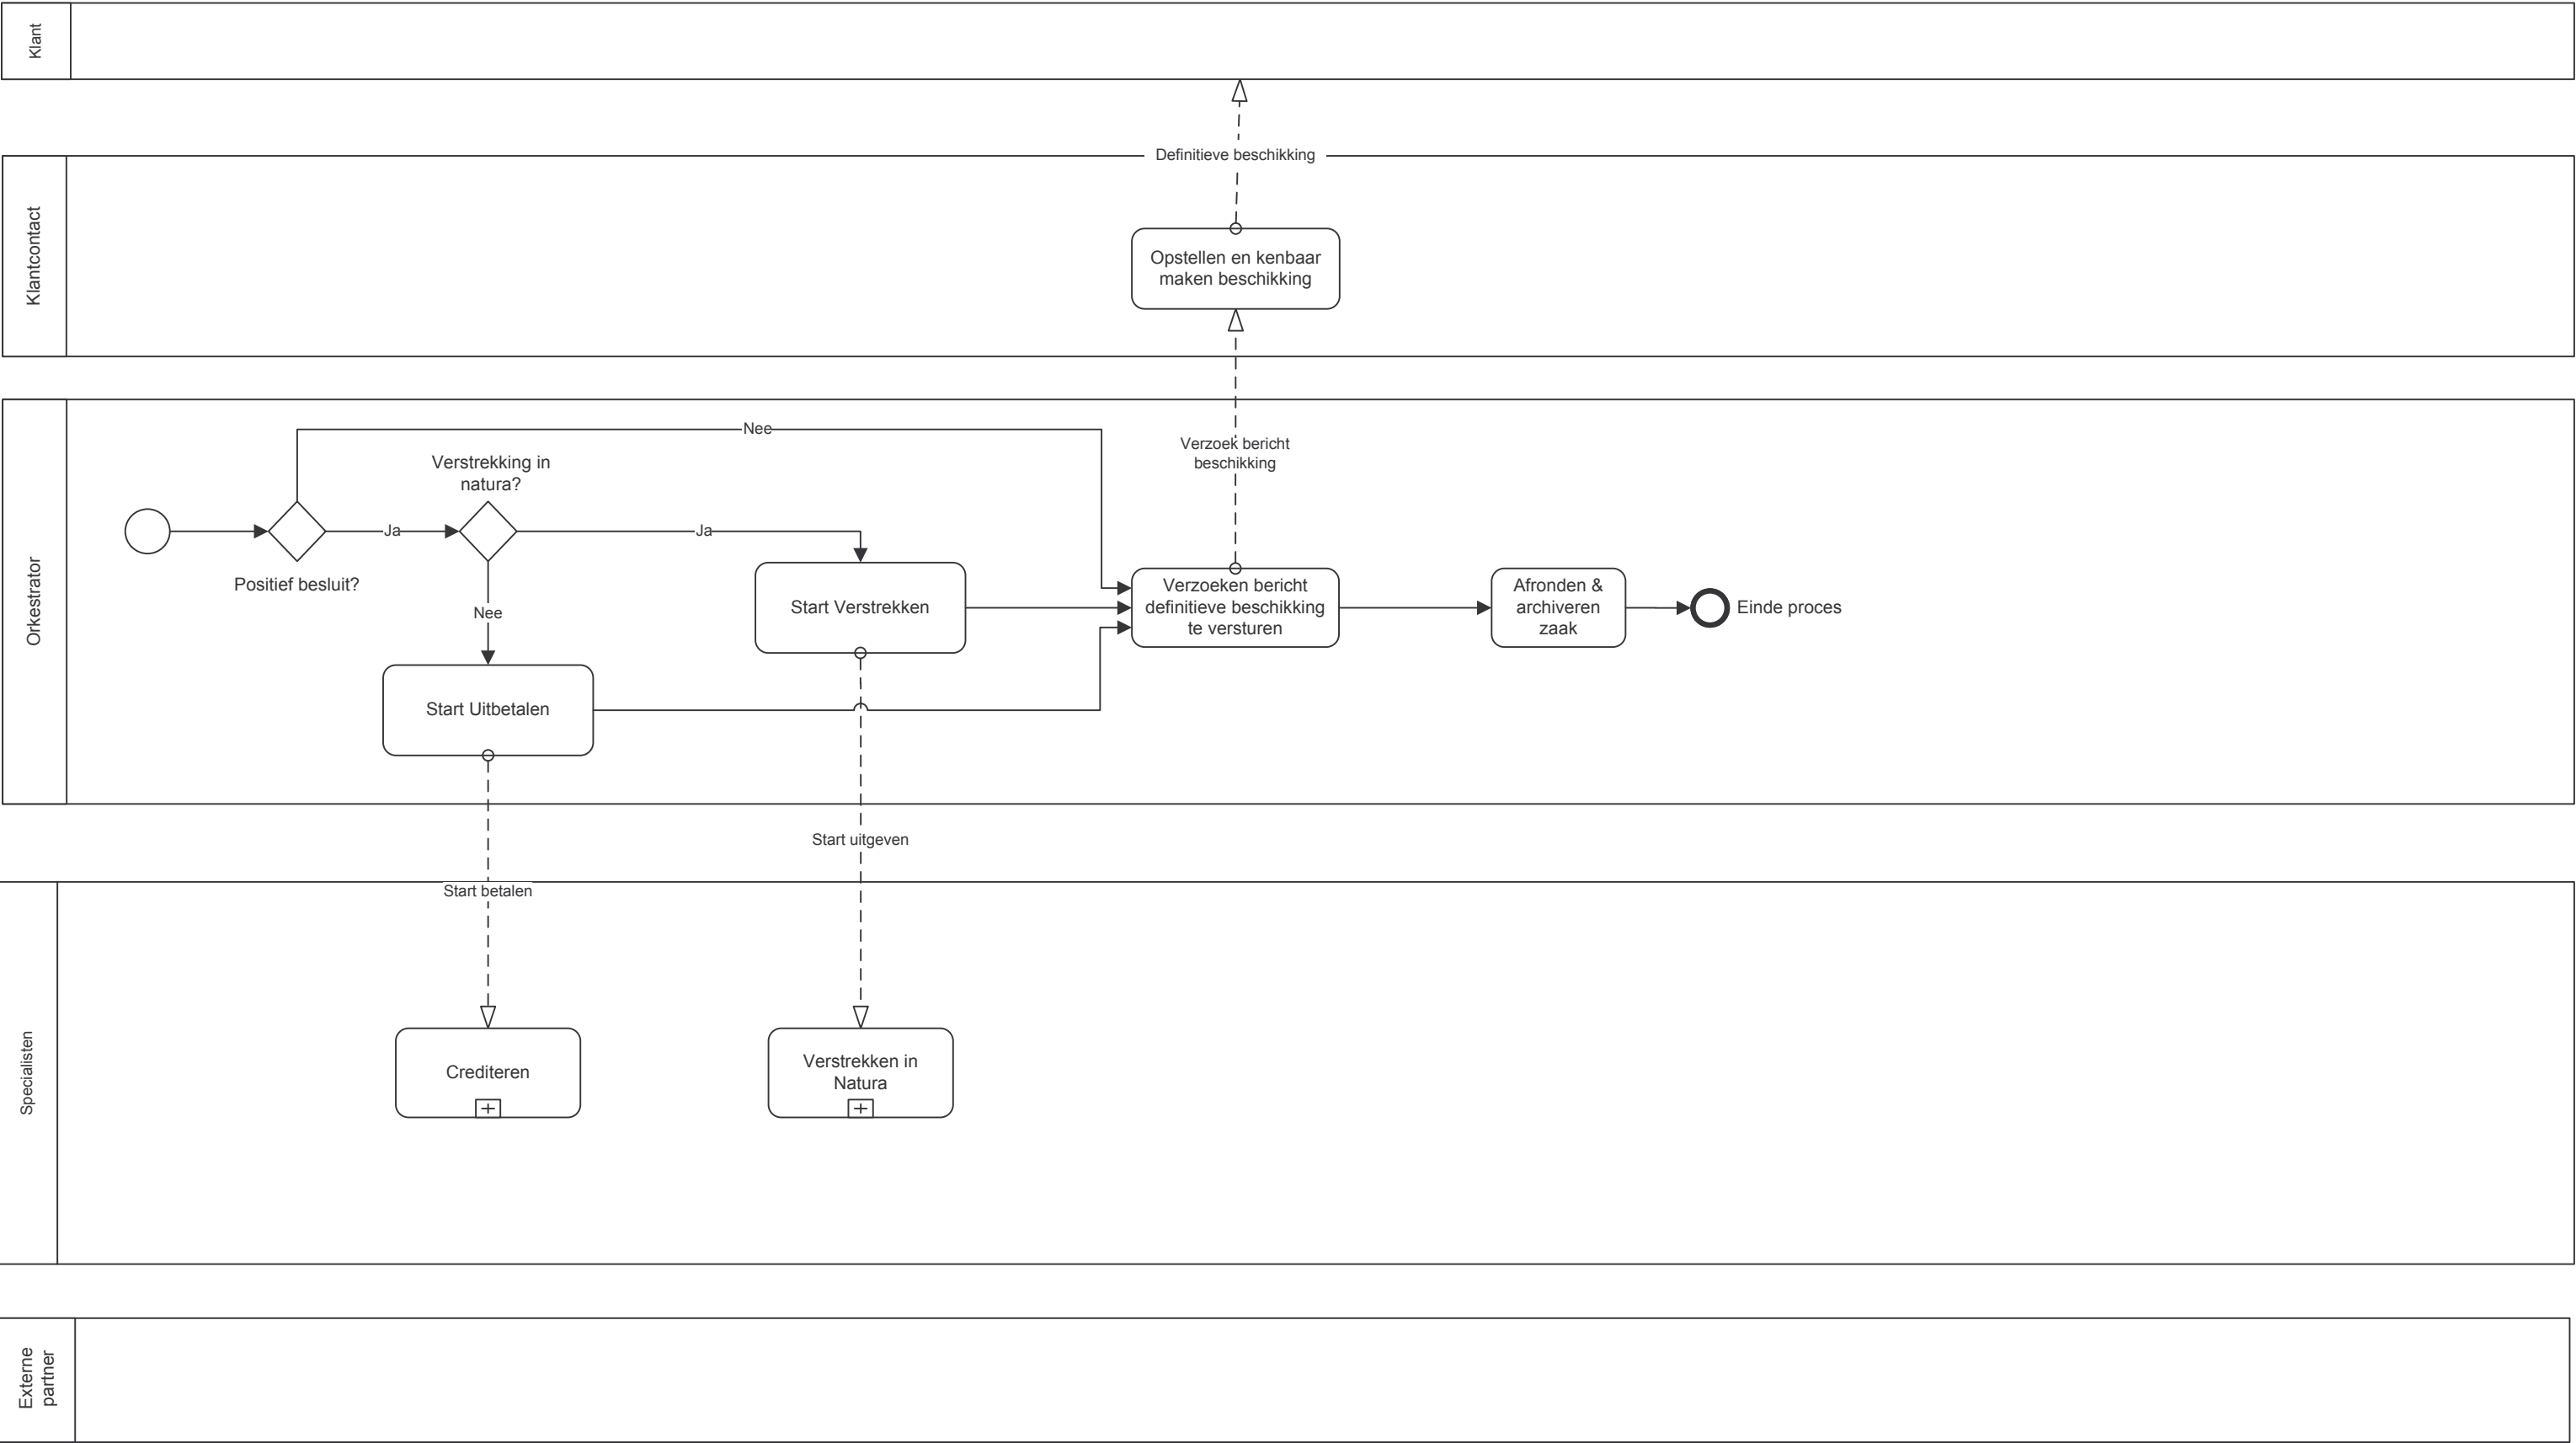 Klant
Definitieve beschikking
Klantcontact
Opstellen en kenbaar
maken beschikking
Orkestrator
Nee
Verzoek bericht
beschikking
Verstrekking in
natura?
Ja
Ja
Positief besluit?
Nee
Start Verstrekken
Verzoeken bericht
definitieve beschikking
te versturen
Afronden &
archiveren
zaak
Einde proces
Start Uitbetalen
Start uitgeven
Start betalen
Specialisten
Crediteren
Verstrekken in
Natura
Externe
partner